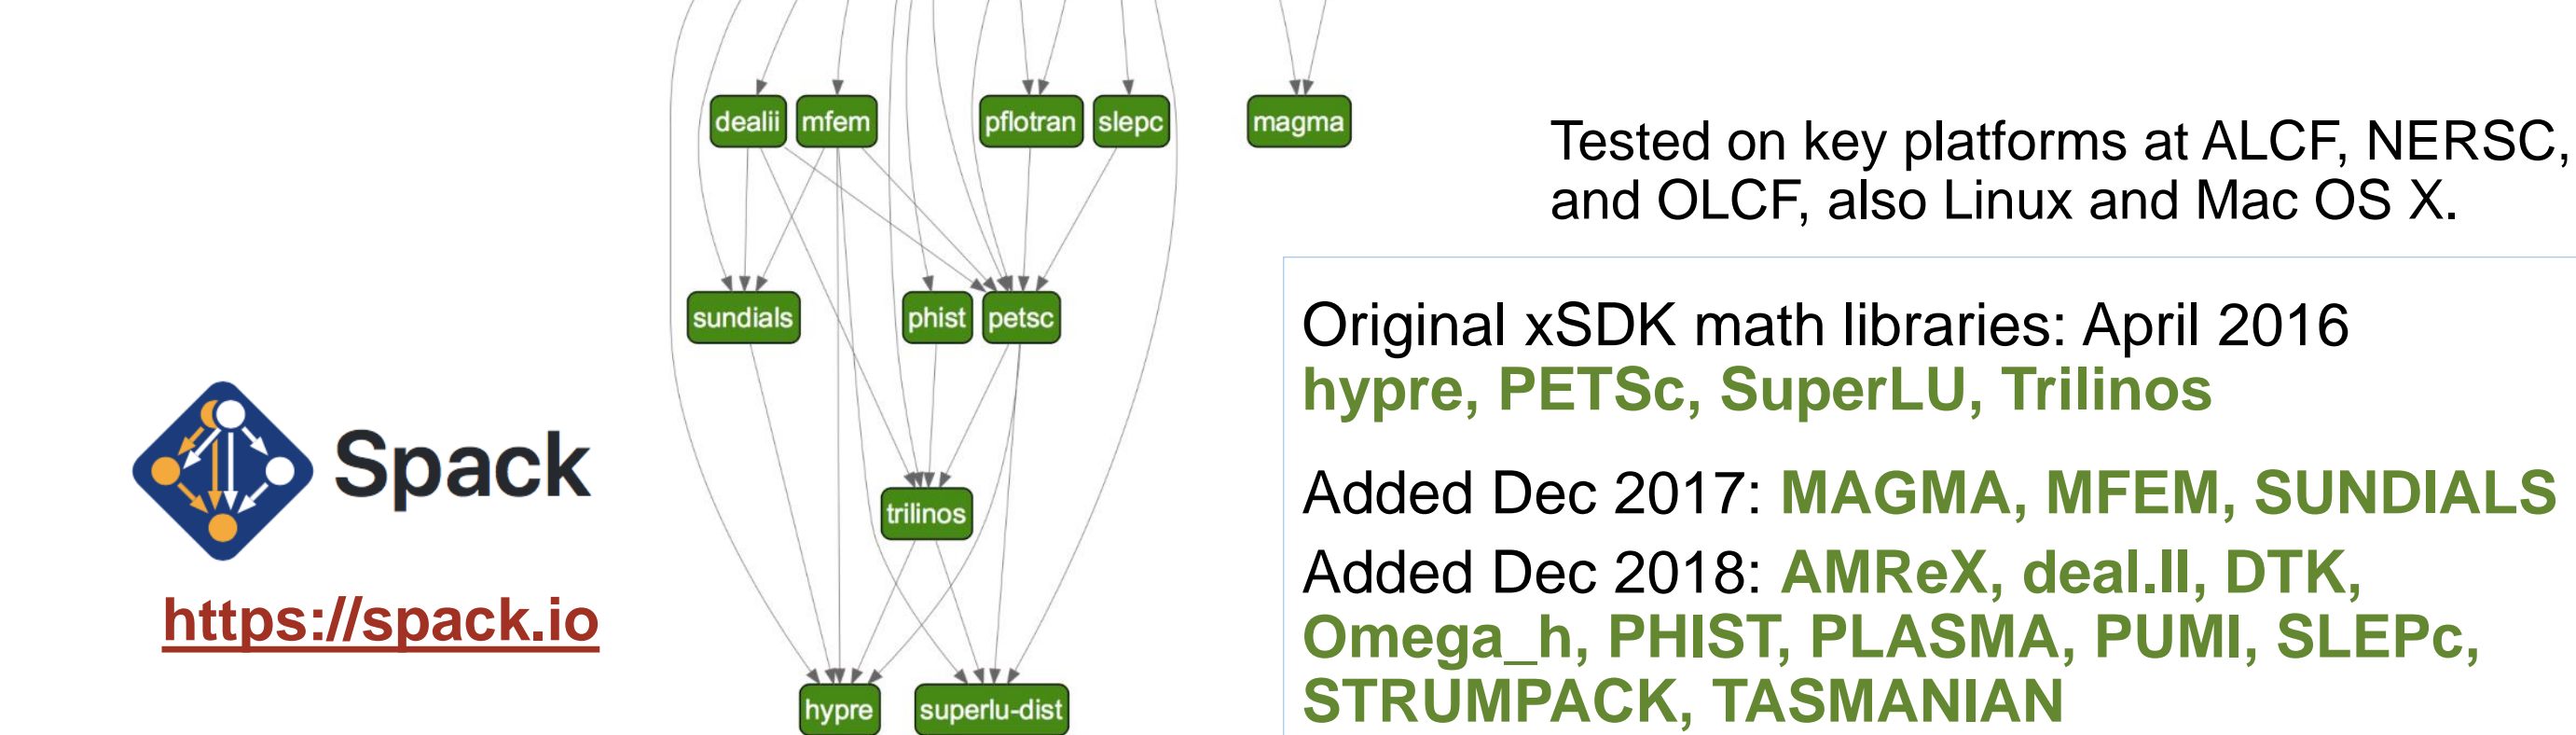 dealii
mfem
pflotran
slepc
magma
Tested on key platforms at ALCF, NERSC,
and OLCF, also Linux and Mac OS X.
sundials
phist
petsc
Original xSDK math libraries: April 2016
hypre, PETSc, SuperLU, Trilinos
Spack
Added Dec 2017: MAGMA, MFEM, SUNDIALS
trilinos
Added Dec 2018: AMReX, deal.II, DTK,
Omega_h, PHIST, PLASMA, PUMI, SLEPc,
STRUMPACK, TASMANIAN
https://spack.io
hypre
superlu-dist